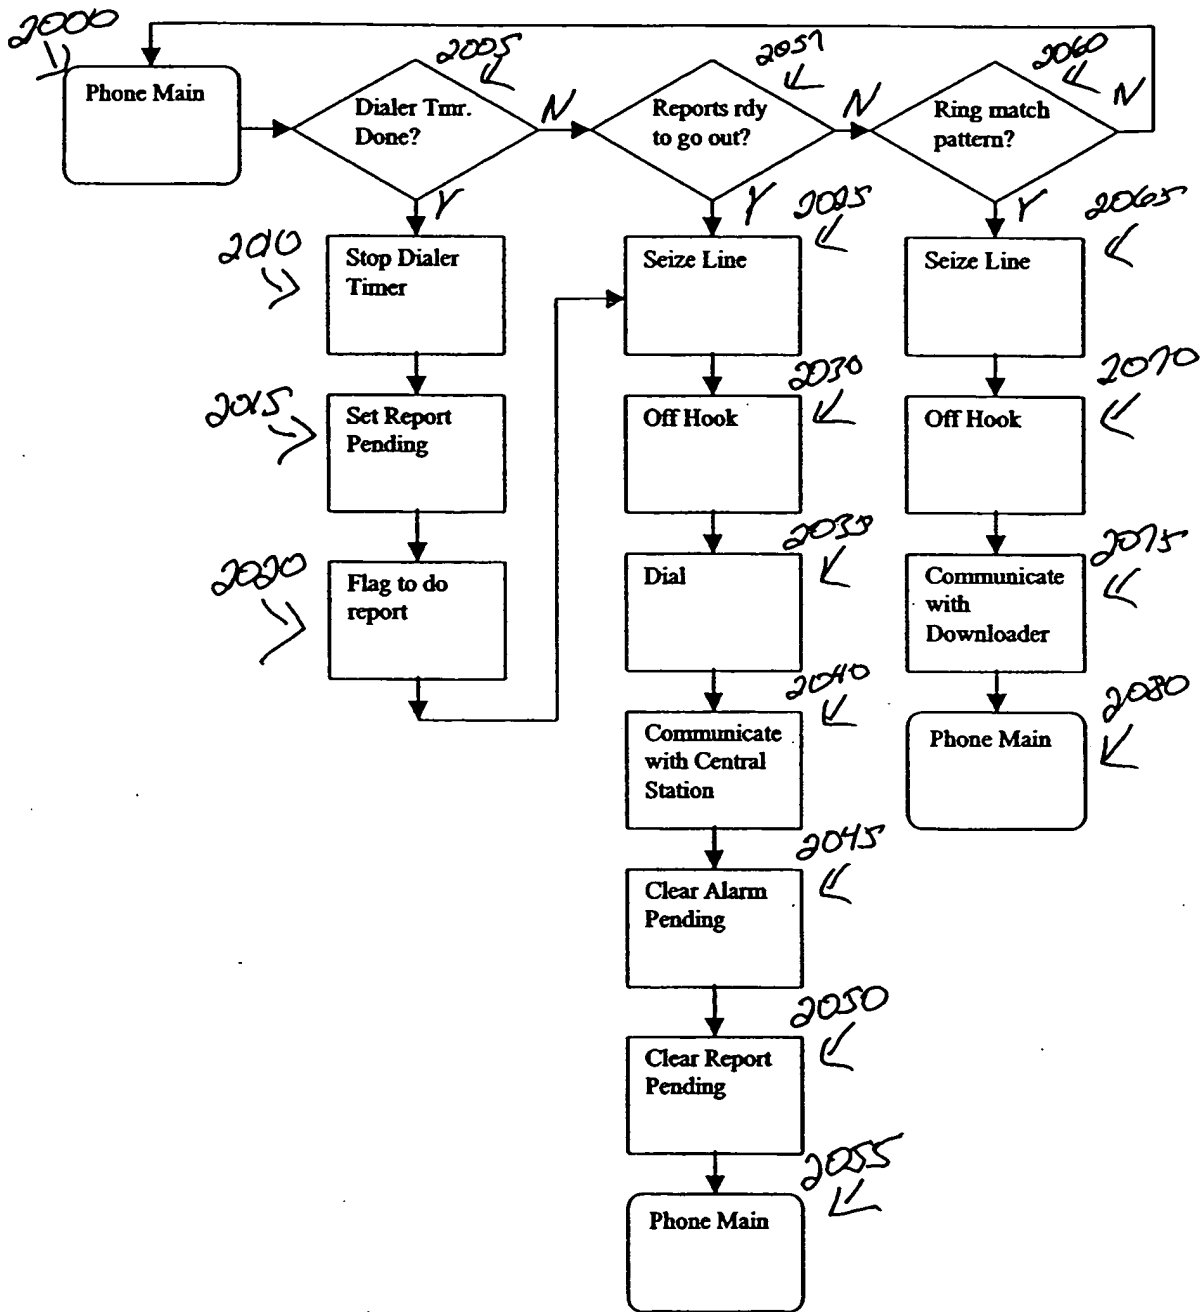 2000
2005
2057
2060
Phone Main
Dialer Tmr.
Done?
N
Reports rdy
to go out?
N
Ring match
pattern?
N
Y
Y
Y
2010
Stop Dialer
Timer
2025
Seize Line
2065
Seize Line
2015
Set Report
Pending
2030
Off Hook
2070
Off Hook
2020
Flag to do
report
2035
Dial
2075
Communicate
with
Downloader
2040
Communicate
with Central
Station
2080
Phone Main
2045
Clear Alarm
Pending
2050
Clear Report
Pending
2055
Phone Main